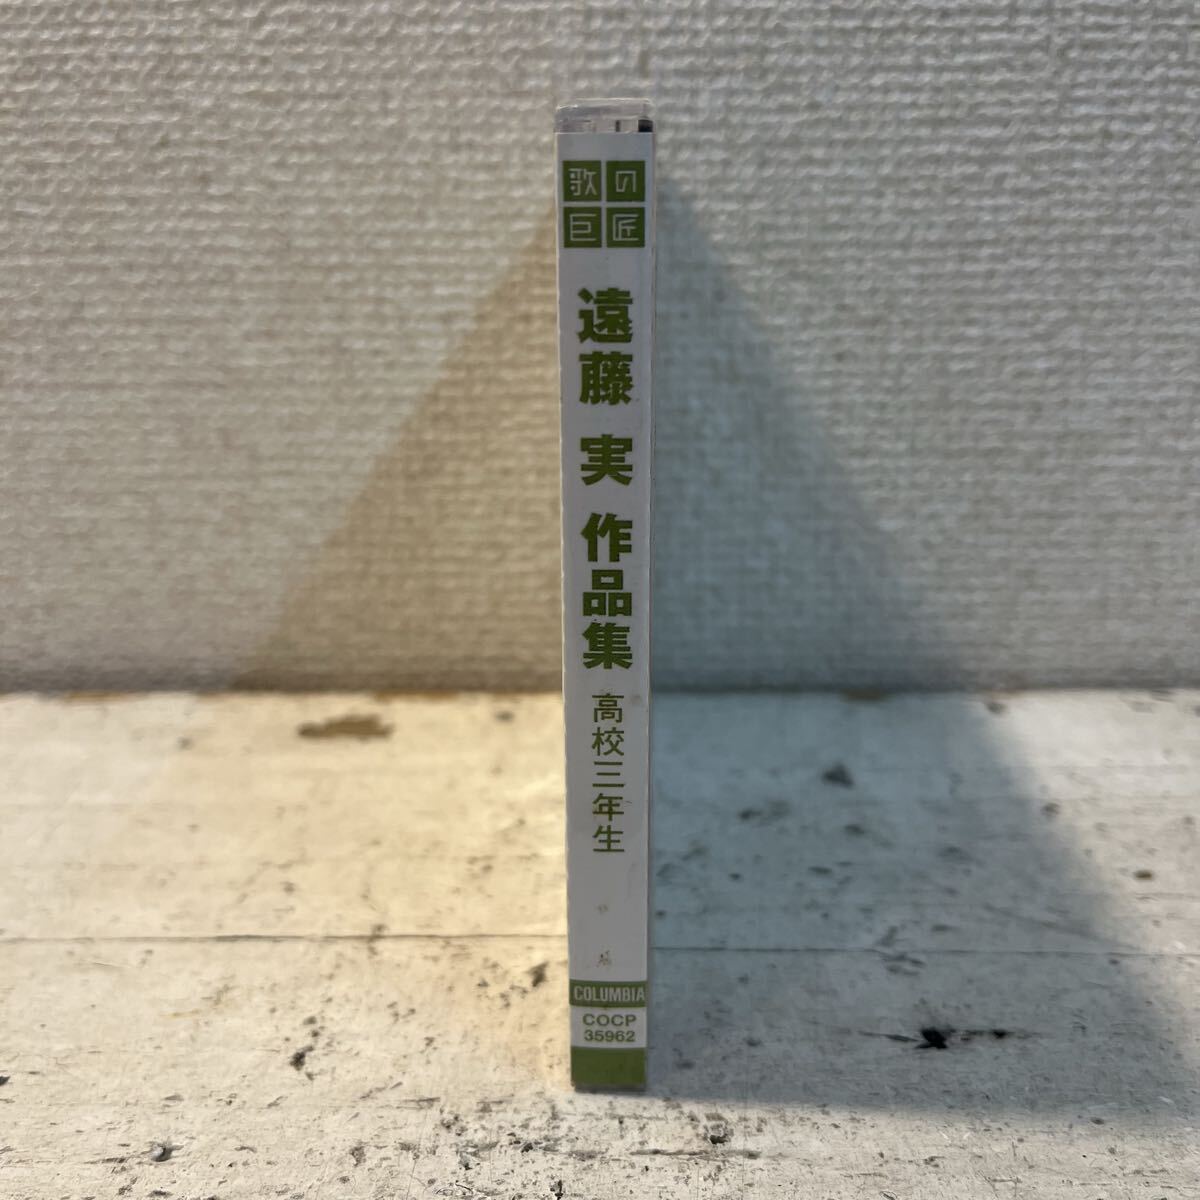 歌の
巨匠
遠藤 実 作品集
高校三年生
COLUMBIA
COCP
35962